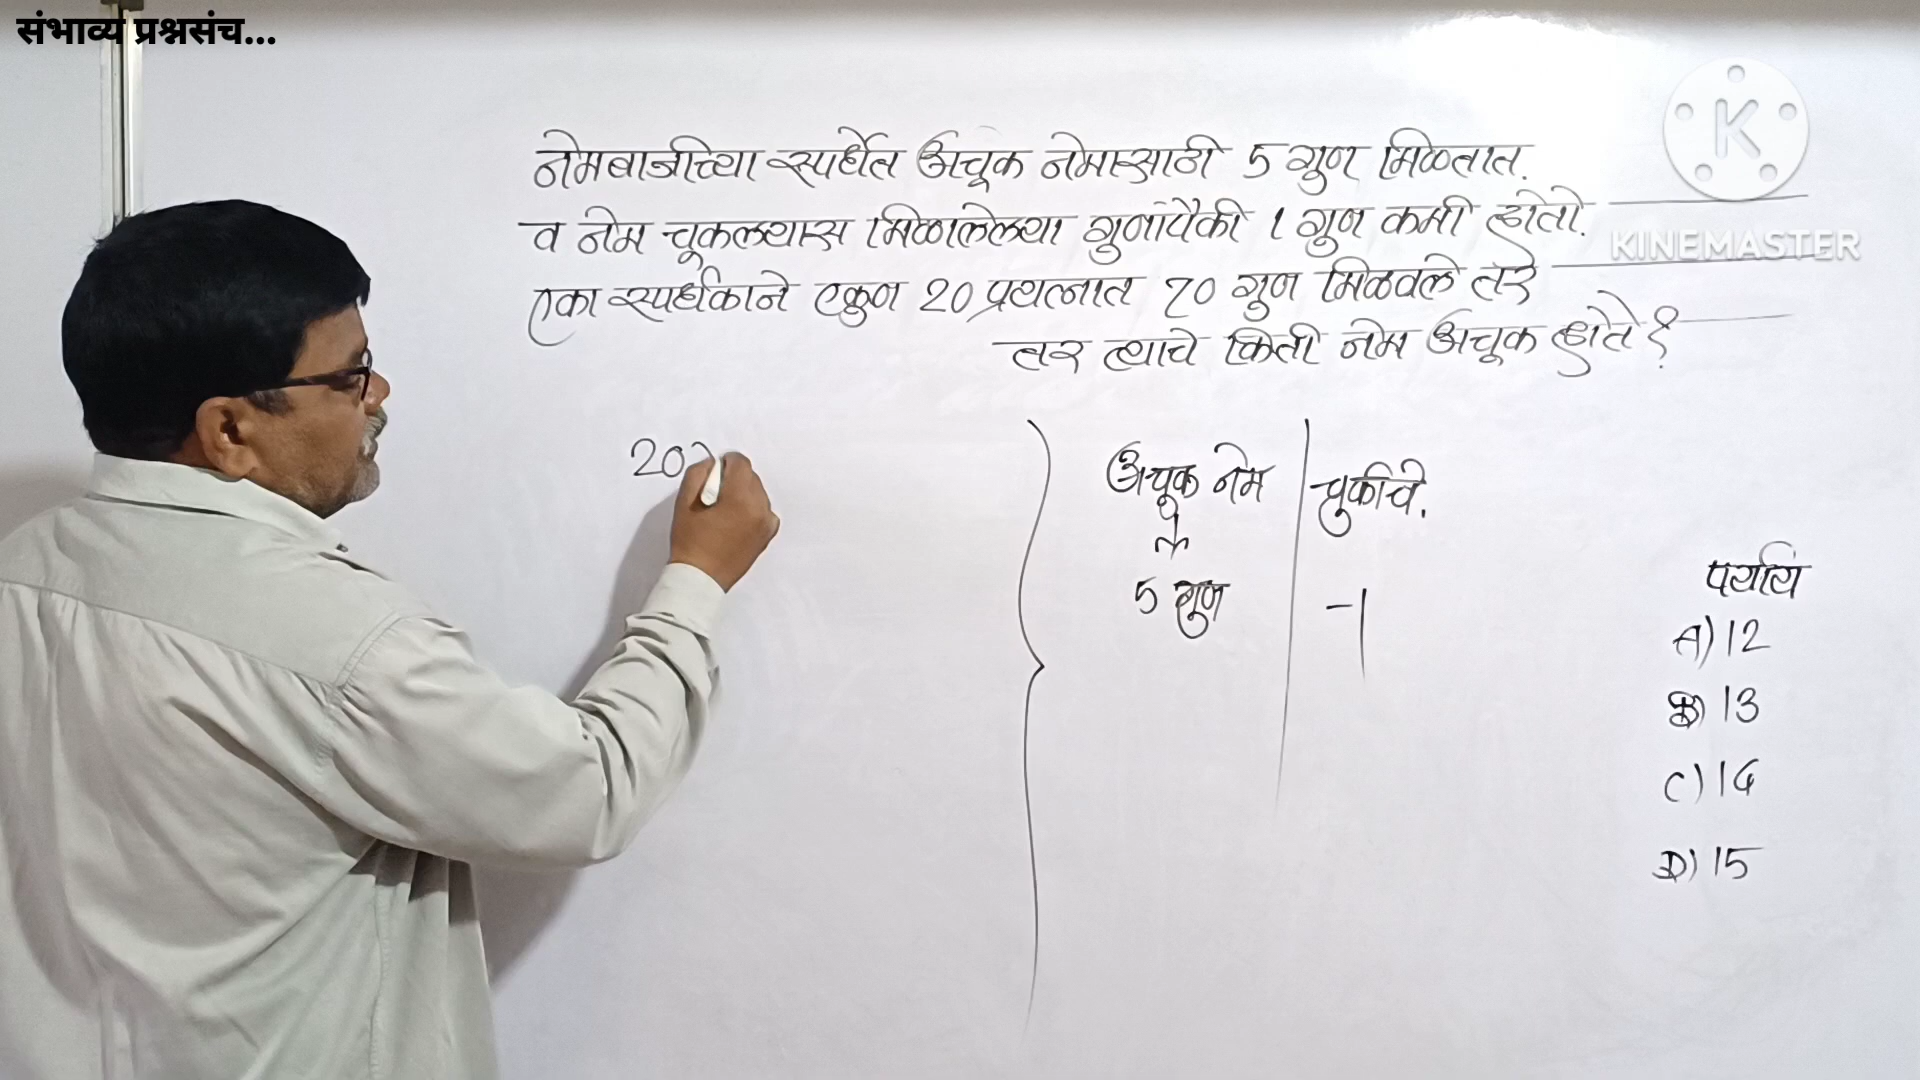 संभाव्य प्रश्नसंच...
KINEMASTER
नेमबाजीच्या स्पर्धेत अचूक नेमासाठी 5 गुण मिळतात.
व नेम चूकल्यास मिळालेल्या गुणांपैकी 1 गुण कमी होतो.
एका स्पर्धकाने एकुण 20 प्रयत्नात 70 गुण मिळवले तर
तर त्याचे किती नेम अचूक होते?
20
अचूक नेम
चुकीचे.
5 गुण
-1
पर्याय
A) 12
B) 13
C) 14
D) 15